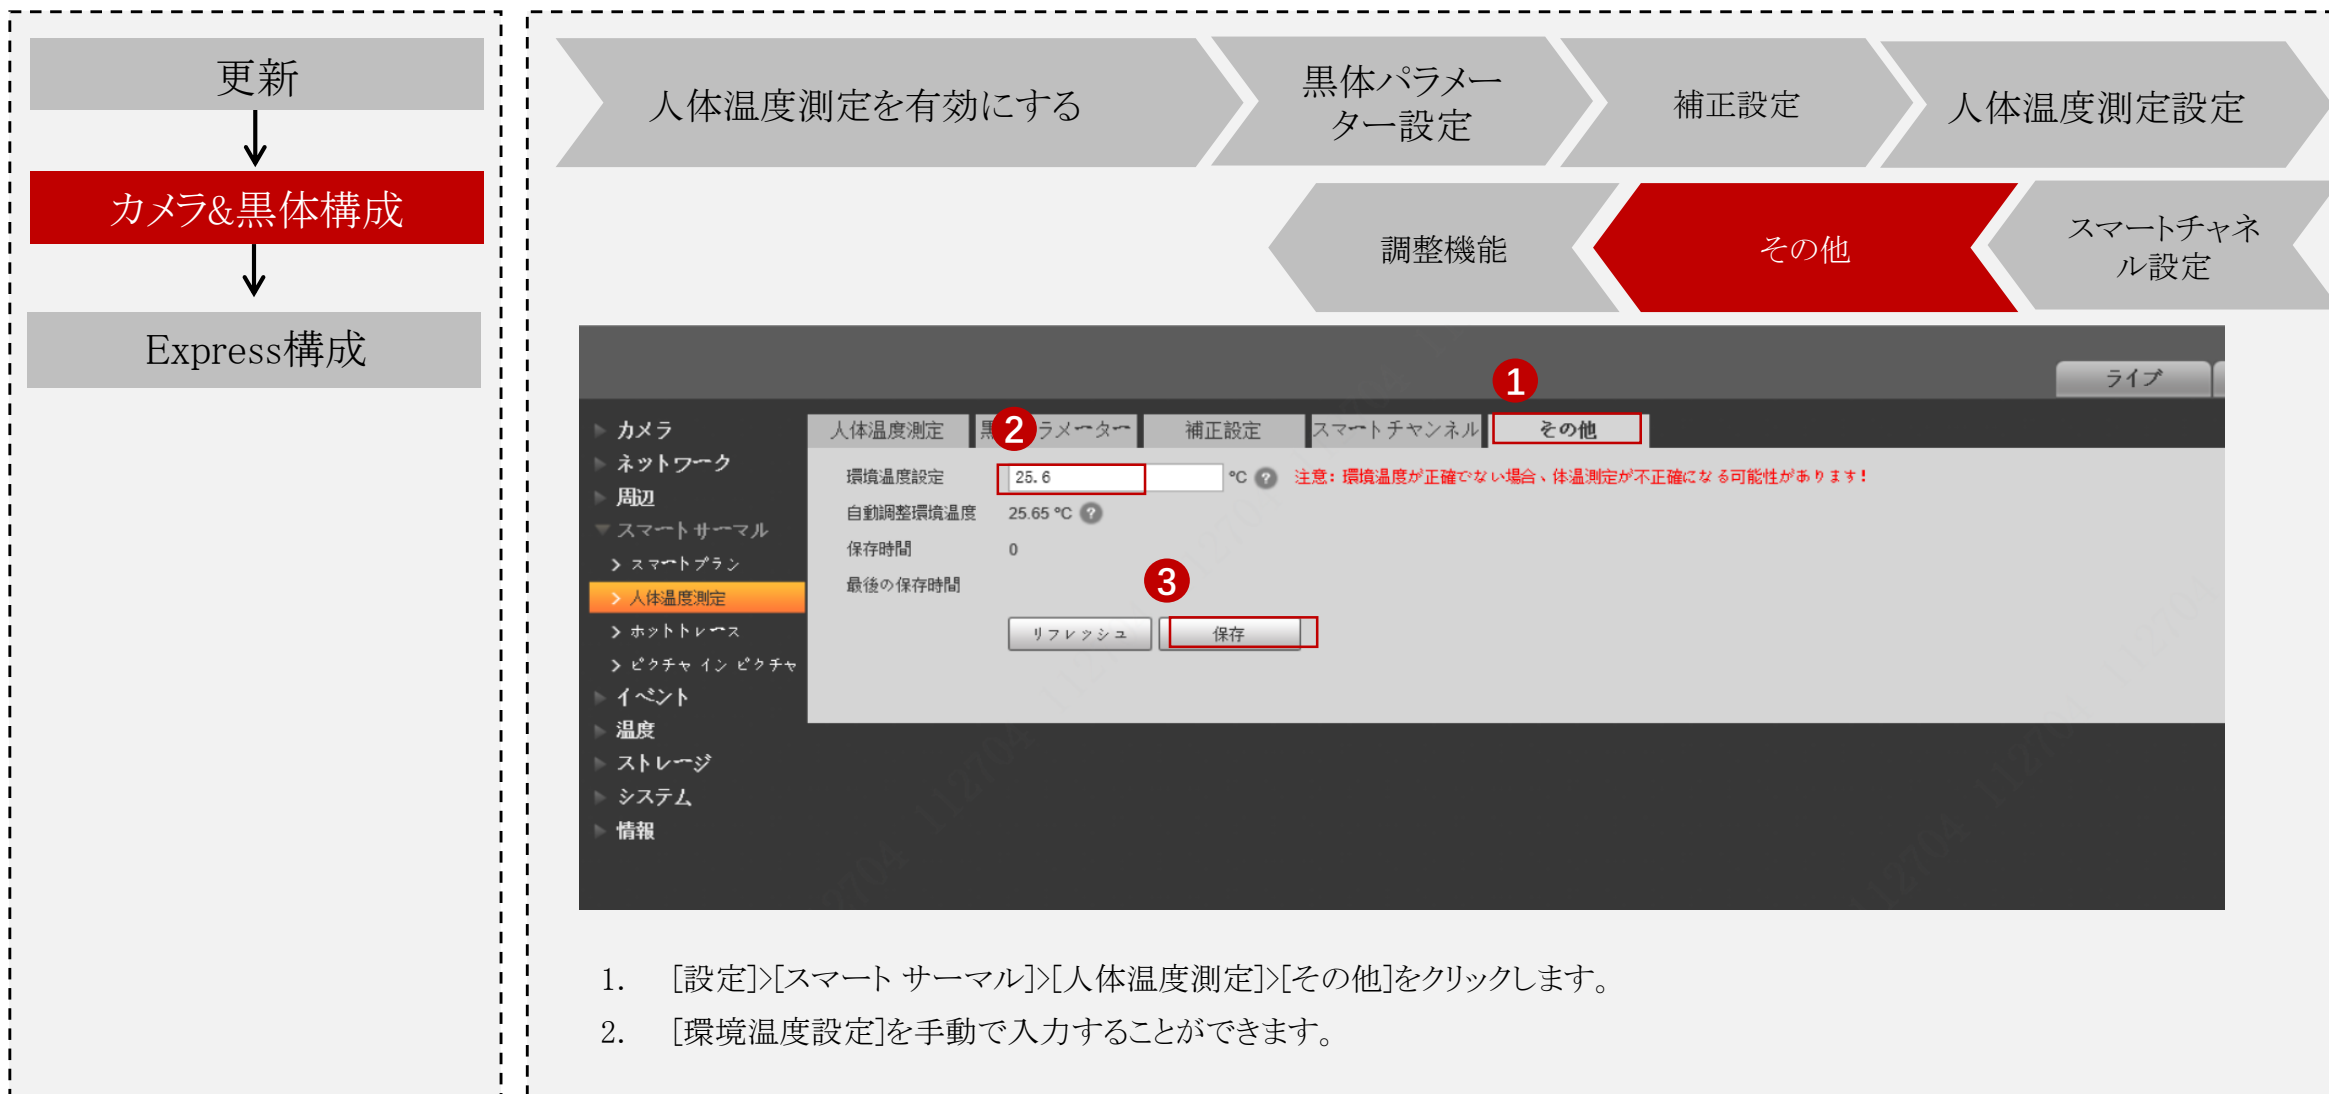 更新
カメラ&黒体構成
Express構成
人体温度測定を有効にする
黒体パラメー
ター設定
補正設定
人体温度測定設定
調整機能
その他
スマートチャネ
ル設定
ライブ
1
2
3
カメラ
ネットワーク
周辺
スマートサーマル
スマートプラン
人体温度測定
ホットトレース
ピクチャ イン ピクチャ
イベント
温度
ストレージ
システム
情報
人体温度測定
ラメーター
補正設定
スマートチャンネル
その他
環境温度設定 25.6 °C ? 注意：環境温度が正確でない場合、体温測定が不正確になる可能性があります！
自動調整環境温度 25.65 °C ?
保存時間 0
最後の保存時間
リフレッシュ 保存
1. [設定]>[スマート サーマル]>[人体温度測定]>[その他]をクリックします。
2. [環境温度設定]を手動で入力することができます。